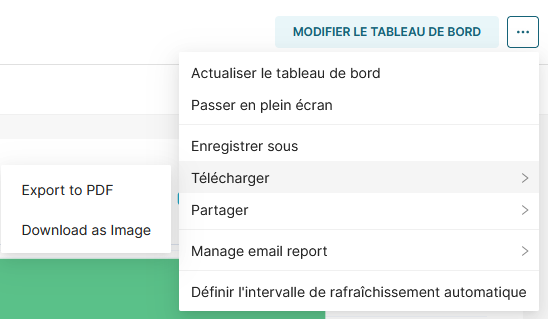 MODIFIER LE TABLEAU DE BORD
Actualiser le tableau de bord
Passer en plein écran
Enregistrer sous
Télécharger
Export to PDF
Download as Image
Partager
Manage email report
Définir l'intervalle de rafraîchissement automatique